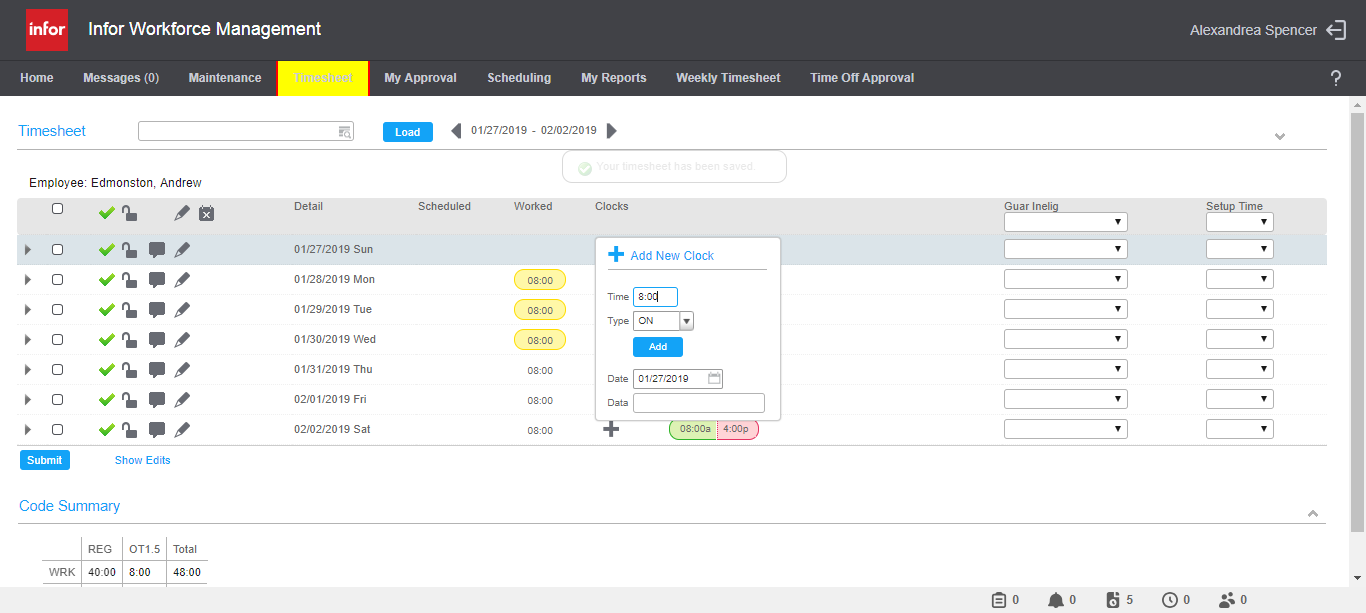 infor Infor Workforce Management Alexandrea Spencer
Home Messages (0) Maintenance Timesheet My Approval Scheduling My Reports Weekly Timesheet Time Off Approval ?
Timesheet Load 01/27/2019 - 02/02/2019
Your timesheet has been saved
Employee: Edmonston, Andrew
Detail Scheduled Worked Clocks Guar Inelig Setup Time
01/27/2019 Sun
Add New Clock
01/28/2019 Mon 08:00
Time 8:00
01/29/2019 Tue 08:00
Type ON
01/30/2019 Wed 08:00
Add
01/31/2019 Thu 08:00
Date 01/27/2019
02/01/2019 Fri 08:00
Data
02/02/2019 Sat 08:00 08:00a 4:00p
Submit Show Edits
Code Summary
REG OT1.5 Total
WRK 40:00 8:00 48:00
0 0 5 0 0